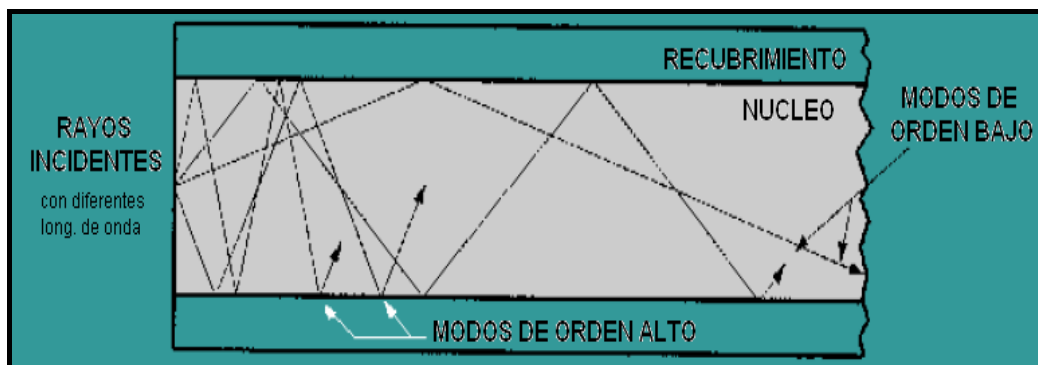 RECUBRIMIENTO
NUCLEO
MODOS DE
ORDEN BAJO
RAYOS
INCIDENTES
con diferentes
long. de onda
MODOS DE ORDEN ALTO